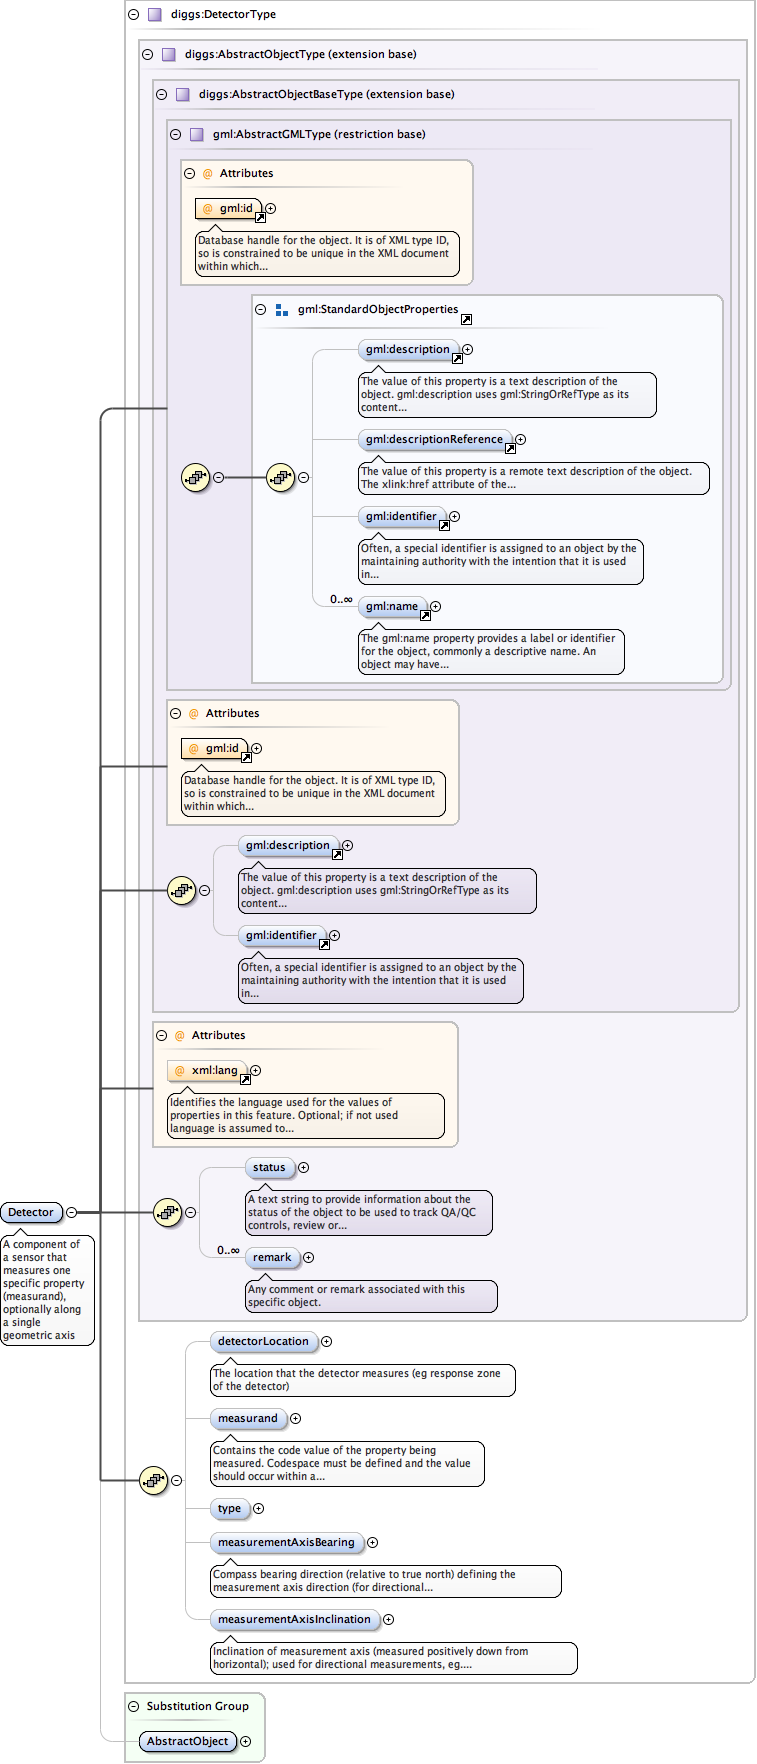 diggs:DetectorType
diggs:AbstractObjectType (extension base)
diggs:AbstractObjectBaseType (extension base)
gml:AbstractGMLType (restriction base)
@ Attributes
@ gml:id
Database handle for the object. It is of XML type ID,
so is constrained to be unique in the XML document
within which...
gml:StandardObjectProperties
gml:description
The value of this property is a text description of the
object. gml:description uses gml:StringOrRefType as its
content...
gml:descriptionReference
The value of this property is a remote text description of the object.
The xlink:href attribute of the...
gml:identifier
Often, a special identifier is assigned to an object by the
maintaining authority with the intention that it is used
in...
0..∞
gml:name
The gml:name property provides a label or identifier
for the object, commonly a descriptive name. An
object may have...
@ Attributes
@ gml:id
Database handle for the object. It is of XML type ID,
so is constrained to be unique in the XML document
within which...
gml:description
The value of this property is a text description of the
object. gml:description uses gml:StringOrRefType as its
content...
gml:identifier
Often, a special identifier is assigned to an object by the
maintaining authority with the intention that it is used
in...
@ Attributes
@ xml:lang
Identifies the language used for the values of
properties in this feature. Optional; if not used
language is assumed to...
status
A text string to provide information about the
status of the object to be used to track QA/QC
controls, review or...
0..∞
remark
Any comment or remark associated with this
specific object.
Detector
A component of
a sensor that
measures one
specific property
(measurand),
optionally along
a single
geometric axis
detectorLocation
The location that the detector measures (eg response zone
of the detector)
measurand
Contains the code value of the property being
measured. Codespace must be defined and the value
should occur within a...
type
measurementAxisBearing
Compass bearing direction (relative to true north) defining the
measurement axis direction (for directional...
measurementAxisInclination
Inclination of measurement axis (measured positively down from
horizontal); used for directional measurements, eg....
Substitution Group
AbstractObject